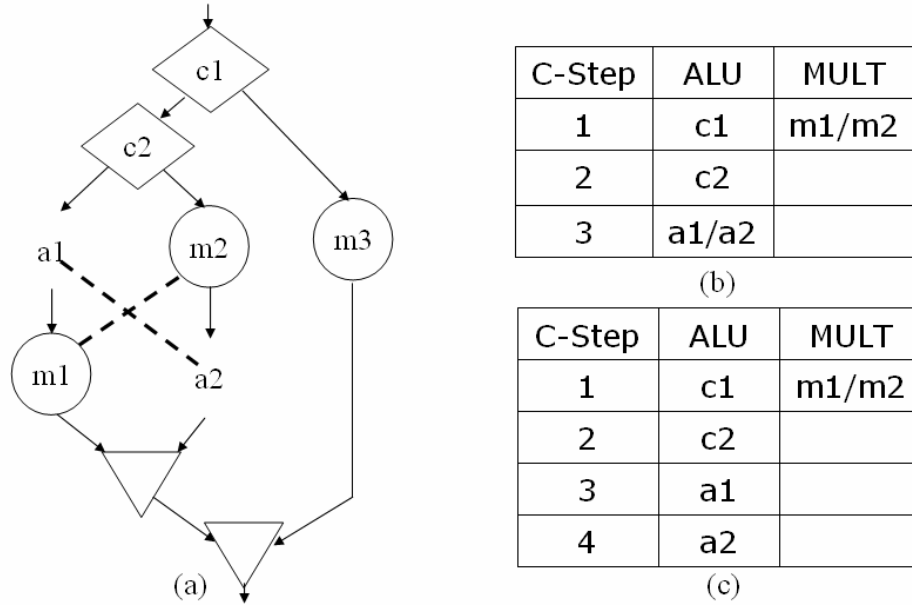 c1
c2
a1
m2
m3
m1
a2
(a)
C-Step ALU MULT
1 c1 m1/m2
2 c2
3 a1/a2
(b)
C-Step ALU MULT
1 c1 m1/m2
2 c2
3 a1
4 a2
(c)